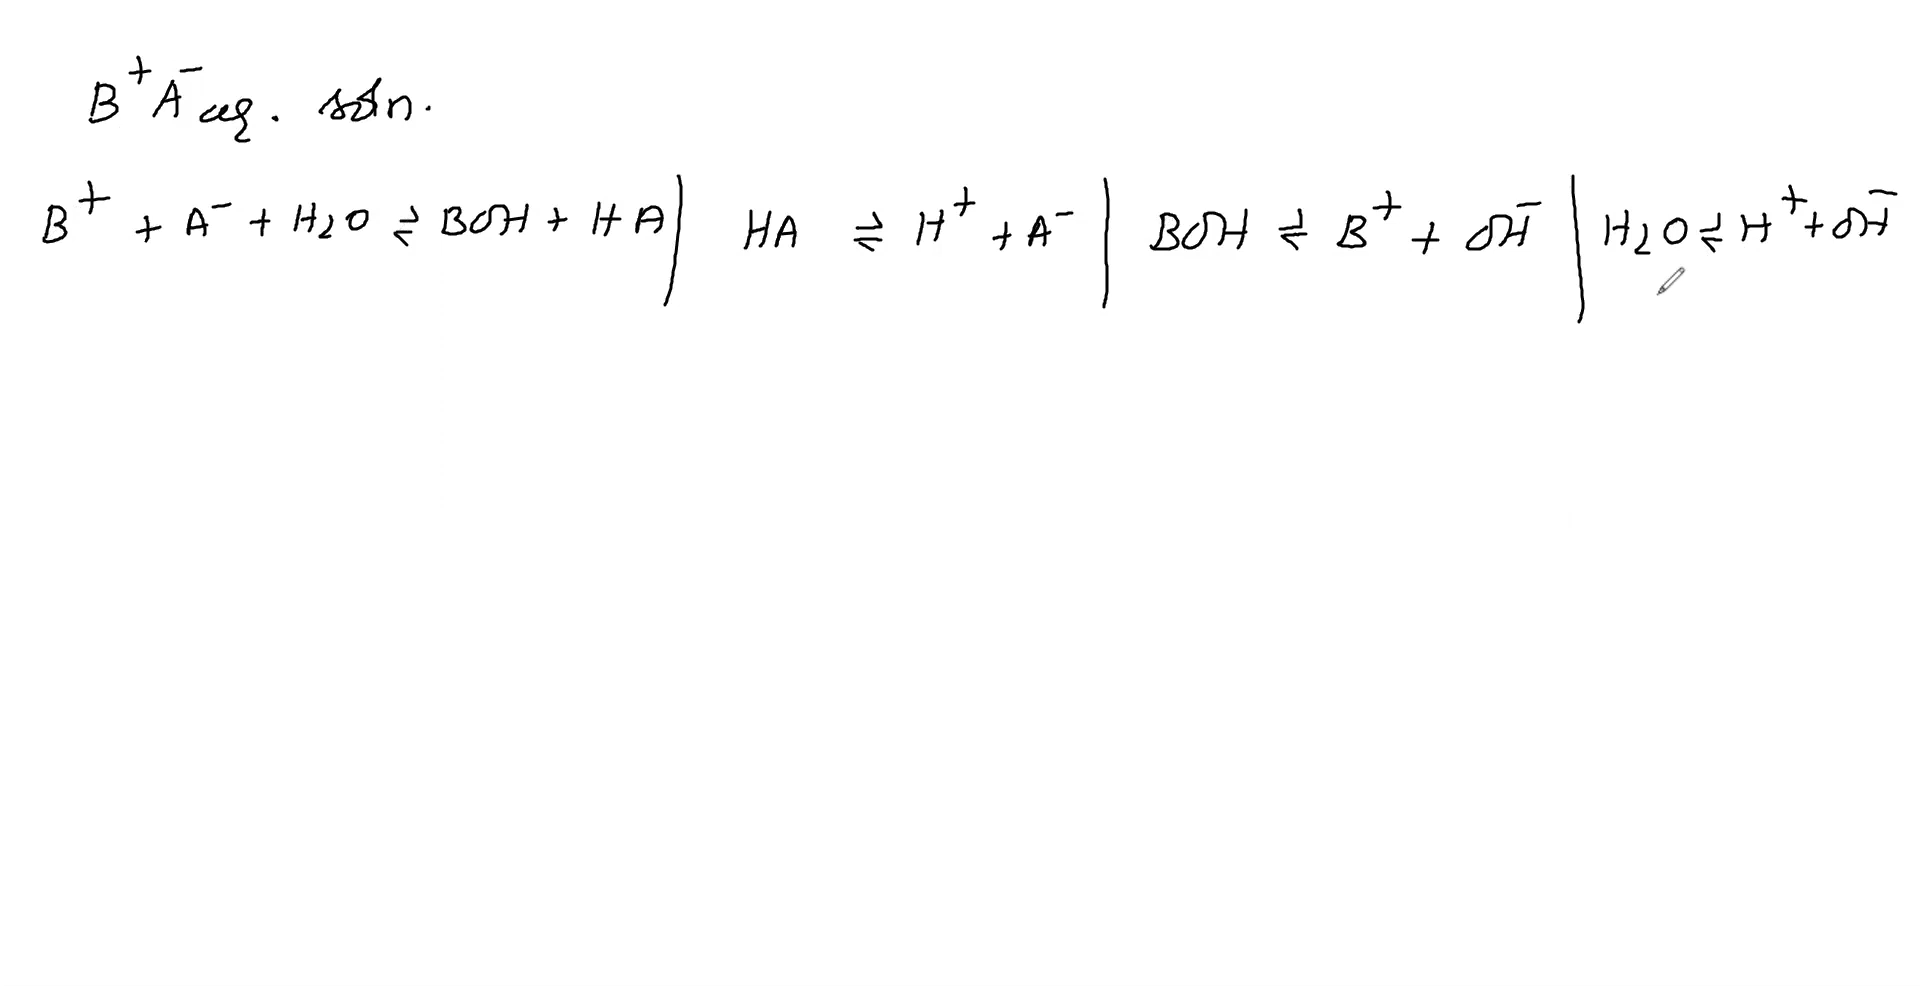 B⁺A⁻ aq. soln.
B⁺ + A⁻ + H₂O ⇌ BOH + HA | HA ⇌ H⁺ + A⁻ | BOH ⇌ B⁺ + OH⁻ | H₂O ⇌ H⁺ + OH⁻